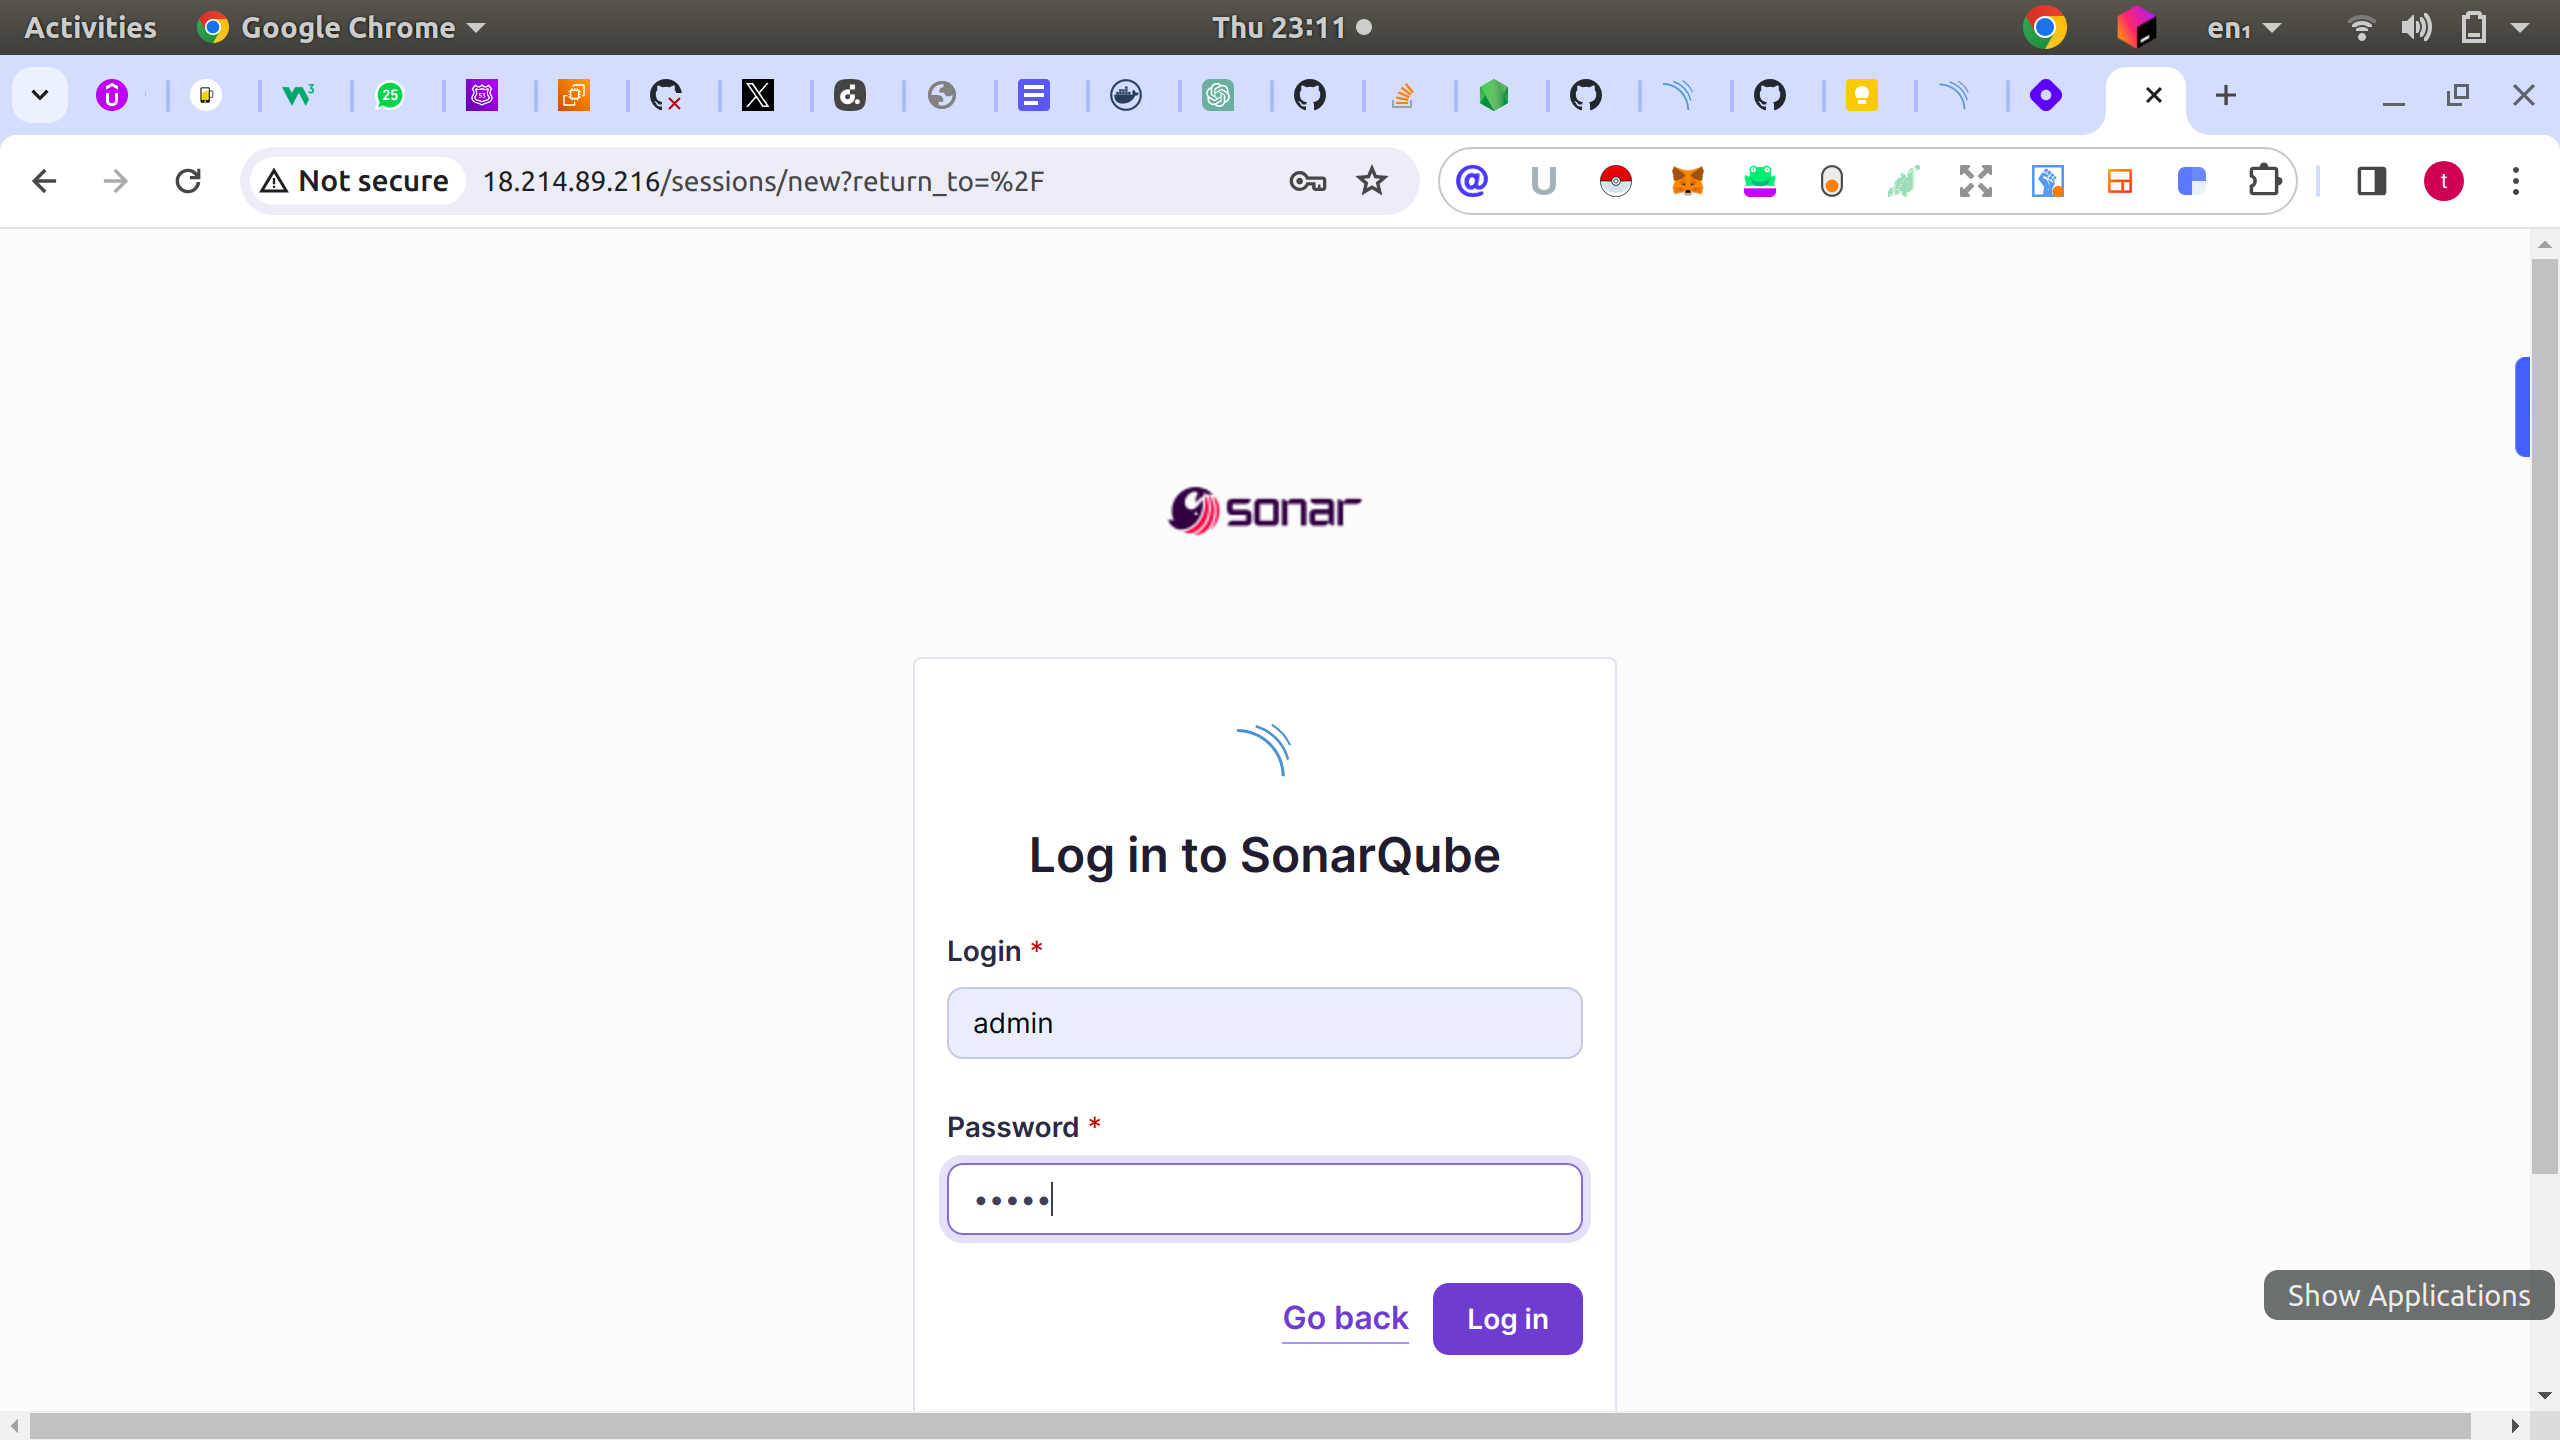 Activities
Google Chrome
Thu 23:11
en₁
25
Not secure
18.214.89.216/sessions/new?return_to=%2F
t
sonar
Log in to SonarQube
Login *
admin
Password *
•••••
Go back
Log in
Show Applications